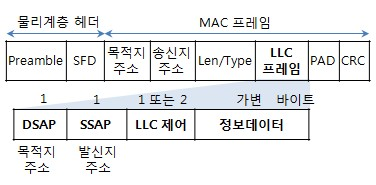 물리계층 헤더 MAC 프레임
Preamble SFD 목적지 주소 송신지 주소 Len/Type LLC 프레임 PAD CRC
1 1 1 또는 2 가변 바이트
DSAP SSAP LLC 제어 정보데이터
목적지 주소 발신지 주소